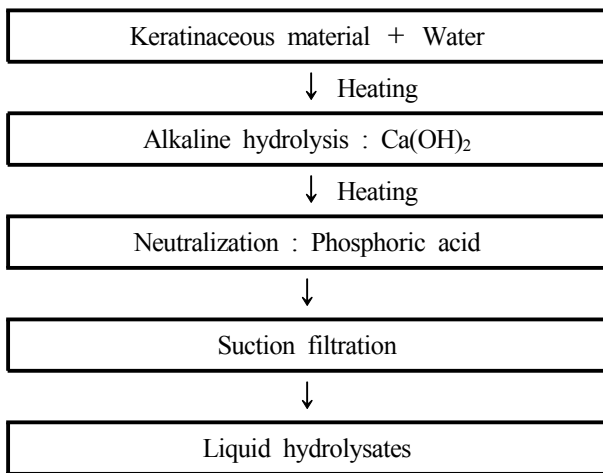 Keratinaceous material + Water
↓ Heating
Alkaline hydrolysis : Ca(OH)₂
↓ Heating
Neutralization : Phosphoric acid
↓
Suction filtration
↓
Liquid hydrolysates